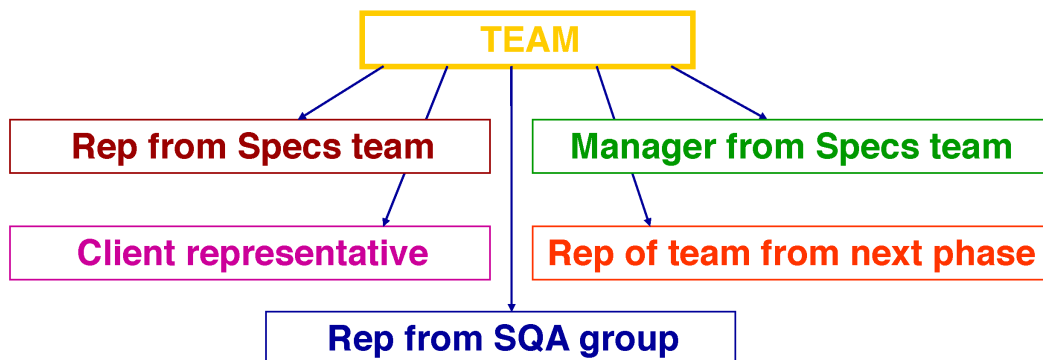 TEAM
Rep from Specs team
Manager from Specs team
Client representative
Rep of team from next phase
Rep from SQA group